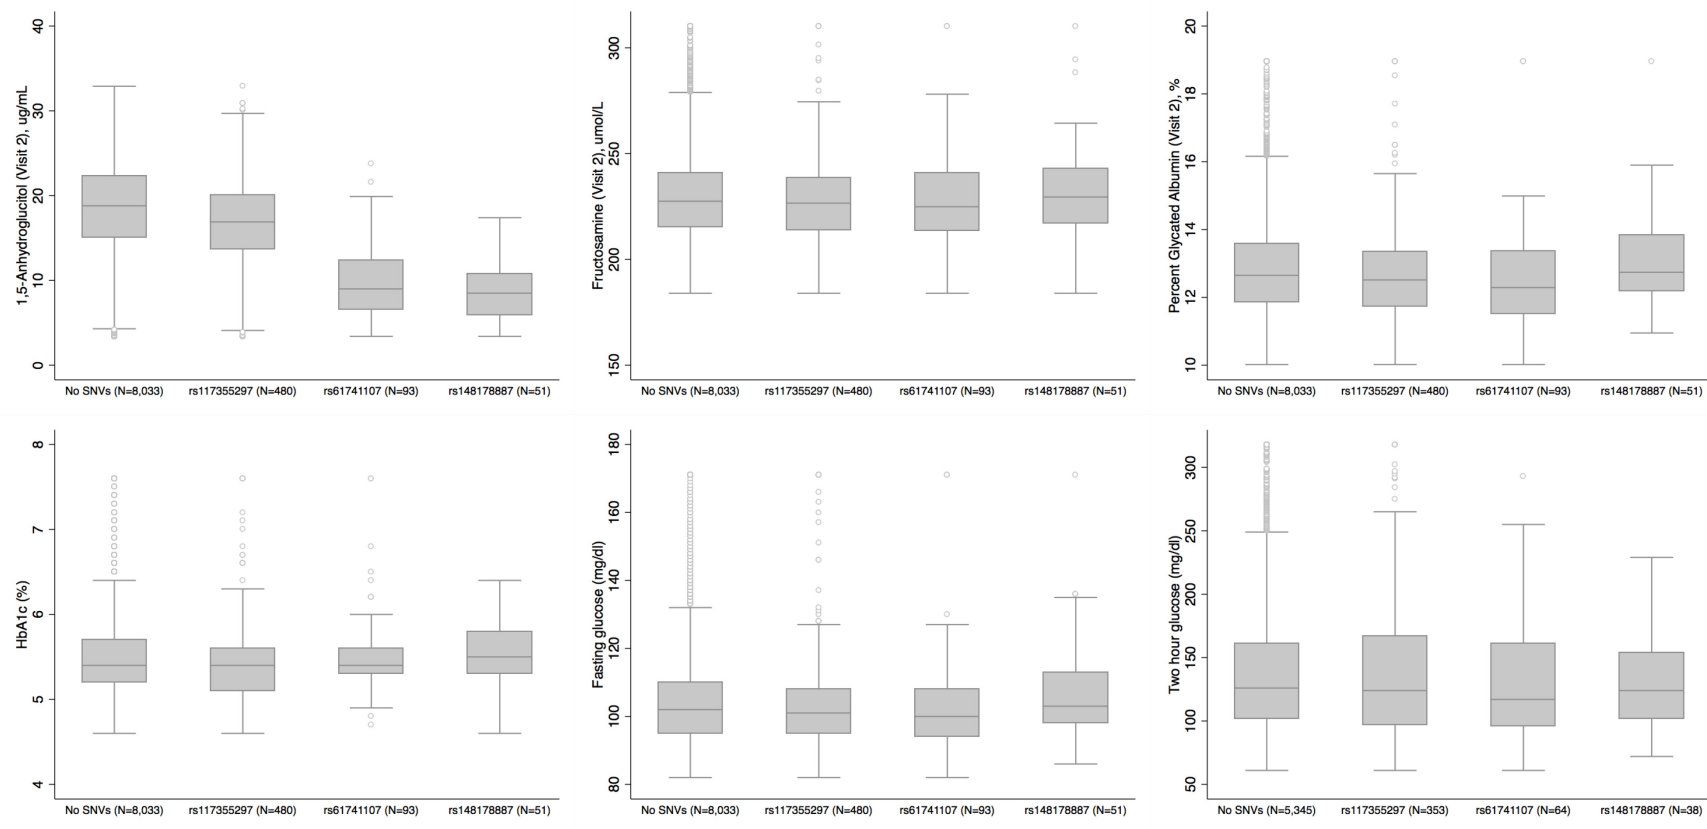 1,5-Anhydroglucitol (Visit 2), ug/mL
40
30
20
10
0
No SNVs (N=8,033) rs117355297 (N=480) rs61741107 (N=93) rs148178887 (N=51)
Fructosamine (Visit 2), umol/L
300
250
200
150
No SNVs (N=8,033) rs117355297 (N=480) rs61741107 (N=93) rs148178887 (N=51)
Percent Glycated Albumin (Visit 2), %
20
18
16
14
12
10
No SNVs (N=8,033) rs117355297 (N=480) rs61741107 (N=93) rs148178887 (N=51)
HbA1c (%)
8
7
6
5
4
No SNVs (N=8,033) rs117355297 (N=480) rs61741107 (N=93) rs148178887 (N=51)
Fasting glucose (mg/dl)
180
160
140
120
100
80
No SNVs (N=8,033) rs117355297 (N=480) rs61741107 (N=93) rs148178887 (N=51)
Two hour glucose (mg/dl)
300
250
200
150
100
50
No SNVs (N=5,345) rs117355297 (N=353) rs61741107 (N=64) rs148178887 (N=38)